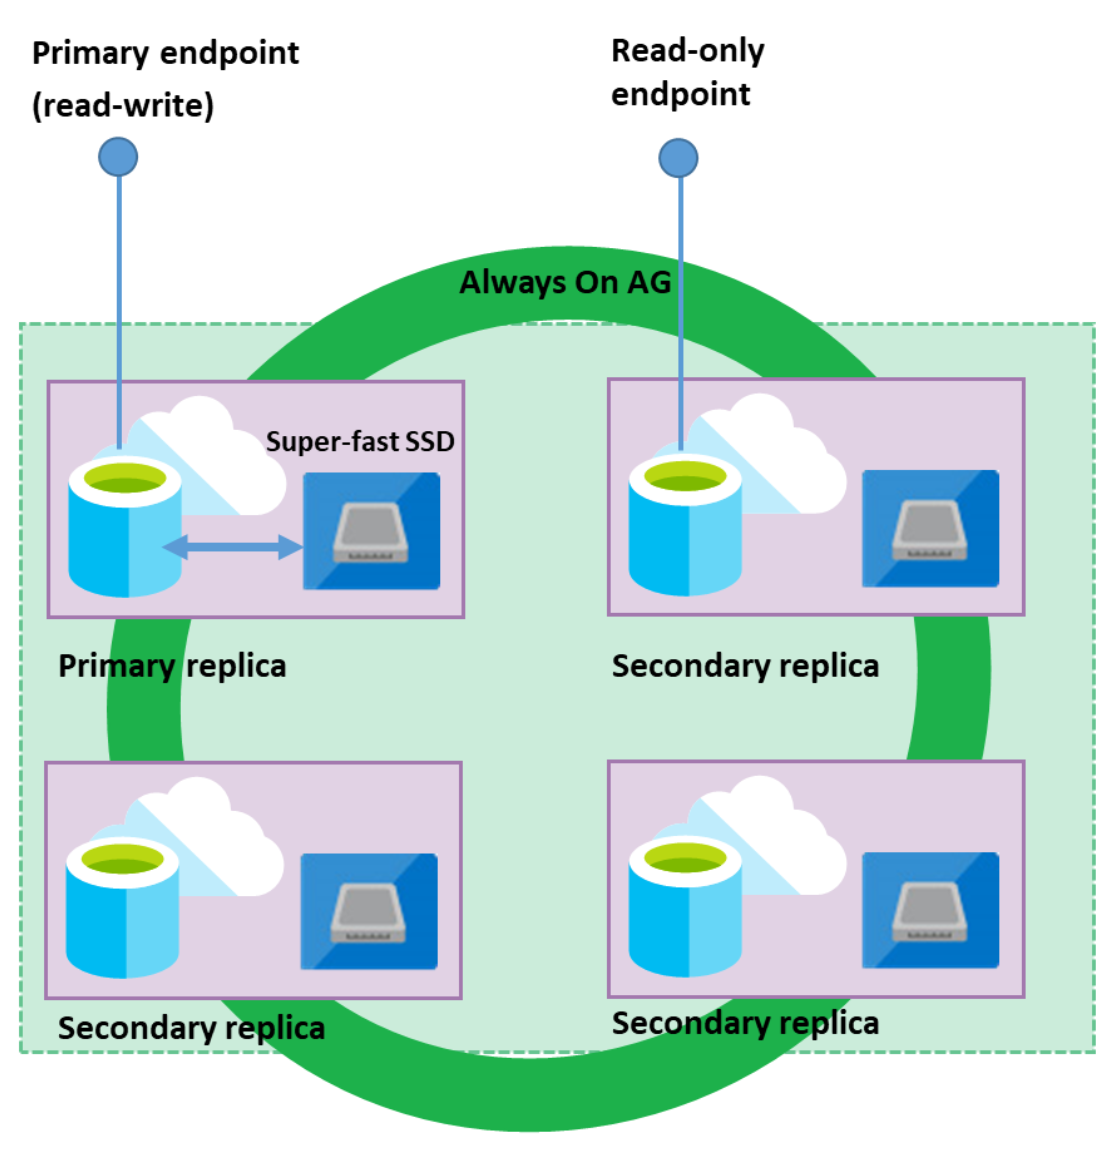 Primary endpoint
(read-write)
Read-only
endpoint
Always On AG
Super-fast SSD
Primary replica
Secondary replica
Secondary replica
Secondary replica